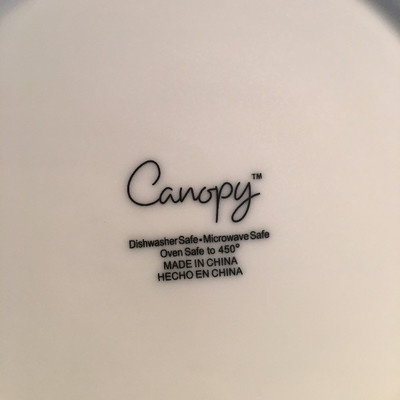 Canopy™
Dishwasher Safe•Microwave Safe
Oven Safe to 450°
MADE IN CHINA
HECHO EN CHINA